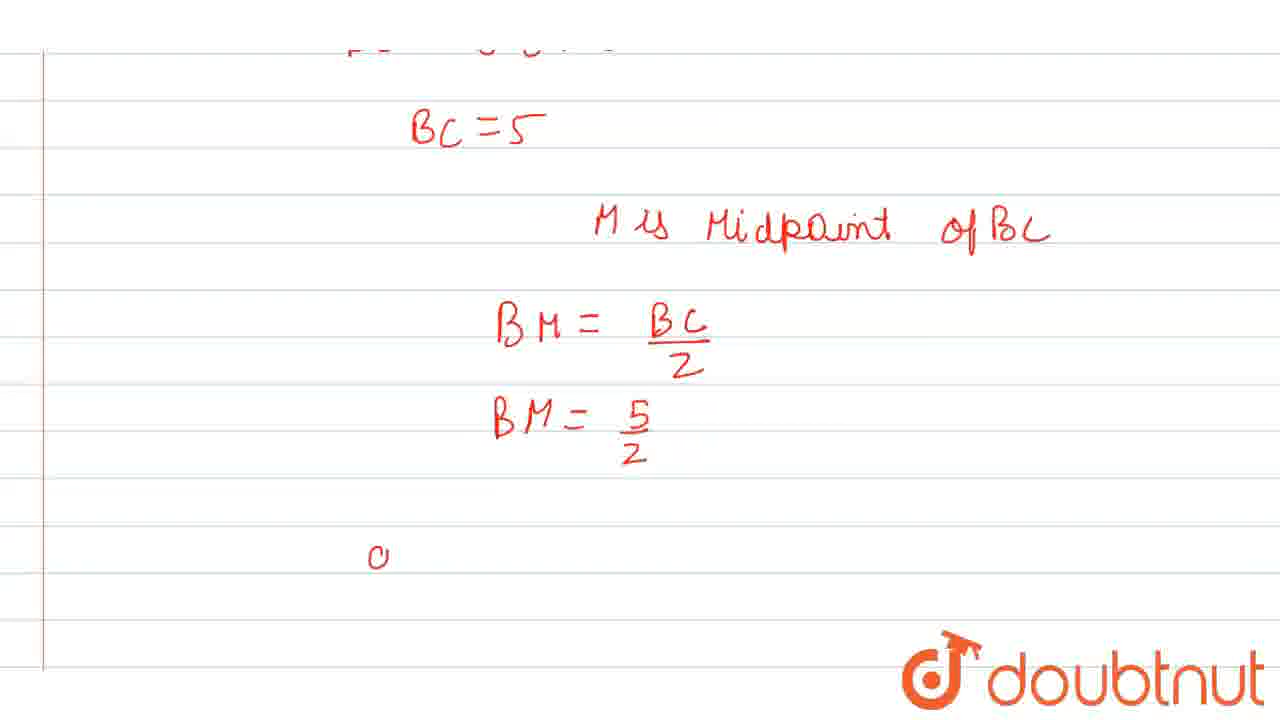 BC = 5
M is Midpoint of BC
BM = BC/2
BM = 5/2
O
doubtnut